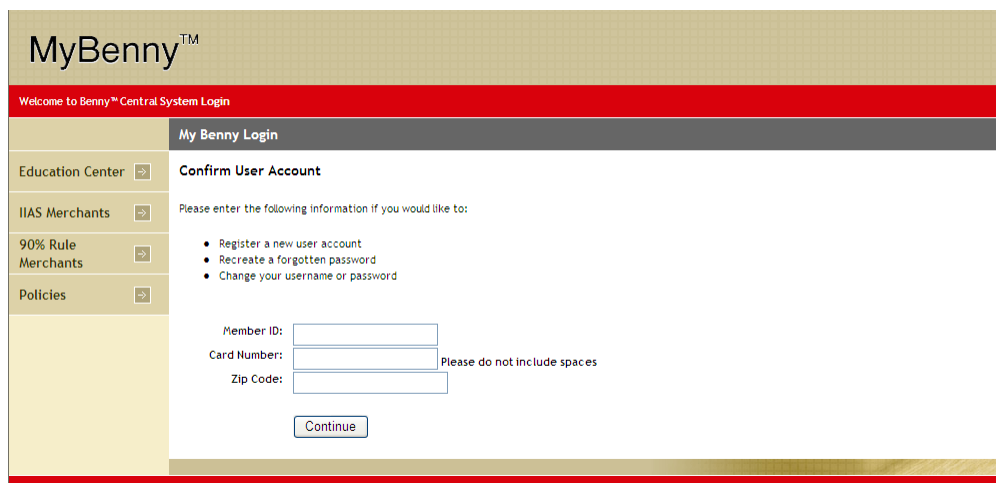 MyBenny™
Welcome to Benny™ Central System Login
My Benny Login
Education Center
IIAS Merchants
90% Rule
Merchants
Policies
Confirm User Account
Please enter the following information if you would like to:
• Register a new user account
• Recreate a forgotten password
• Change your username or password
Member ID:
Card Number: Please do not include spaces
Zip Code:
Continue